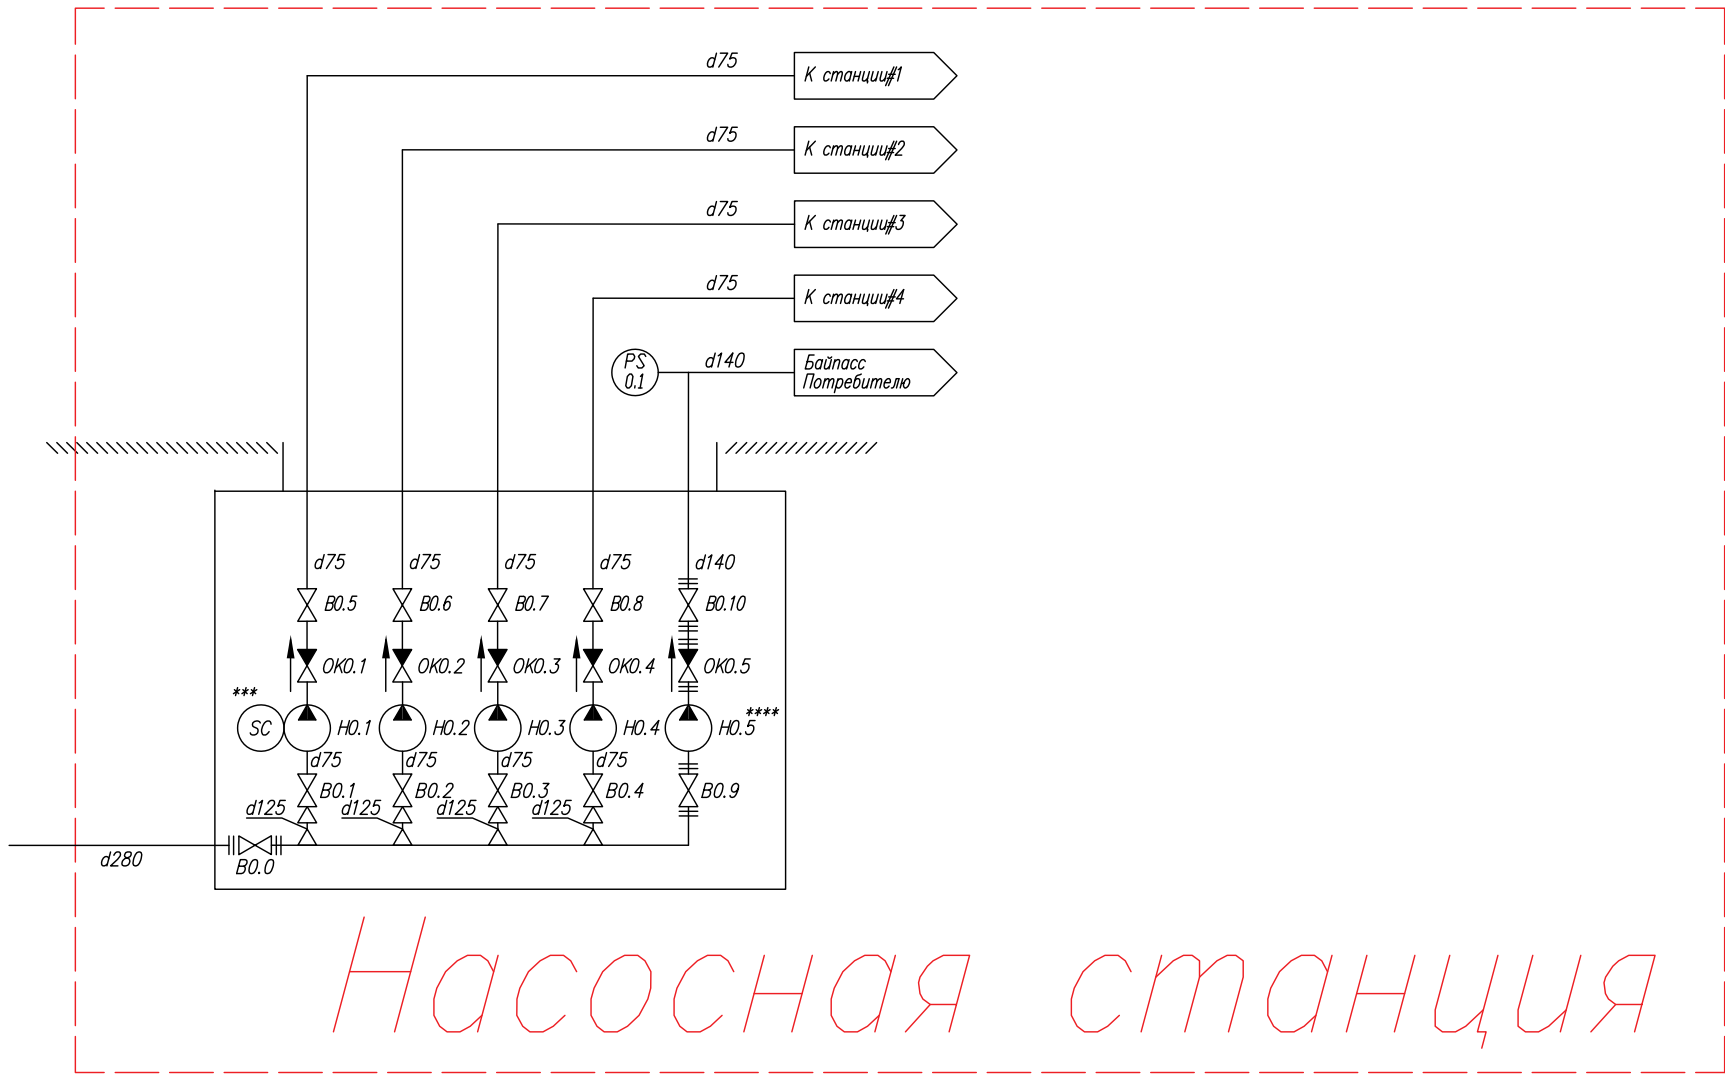 d75
К станции#1
d75
К станции#2
d75
К станции#3
d75
К станции#4
PS
0.1
d140
Байпасс
Потребителю
d75 d75 d75 d75 d140
В0.5 В0.6 В0.7 В0.8 В0.10
ОК0.1 ОК0.2 ОК0.3 ОК0.4 ОК0.5
*** ****
SC Н0.1 Н0.2 Н0.3 Н0.4 Н0.5
d75 d75 d75 d75
В0.1 В0.2 В0.3 В0.4 В0.9
d125 d125 d125 d125
d280 В0.0
Насосная станция